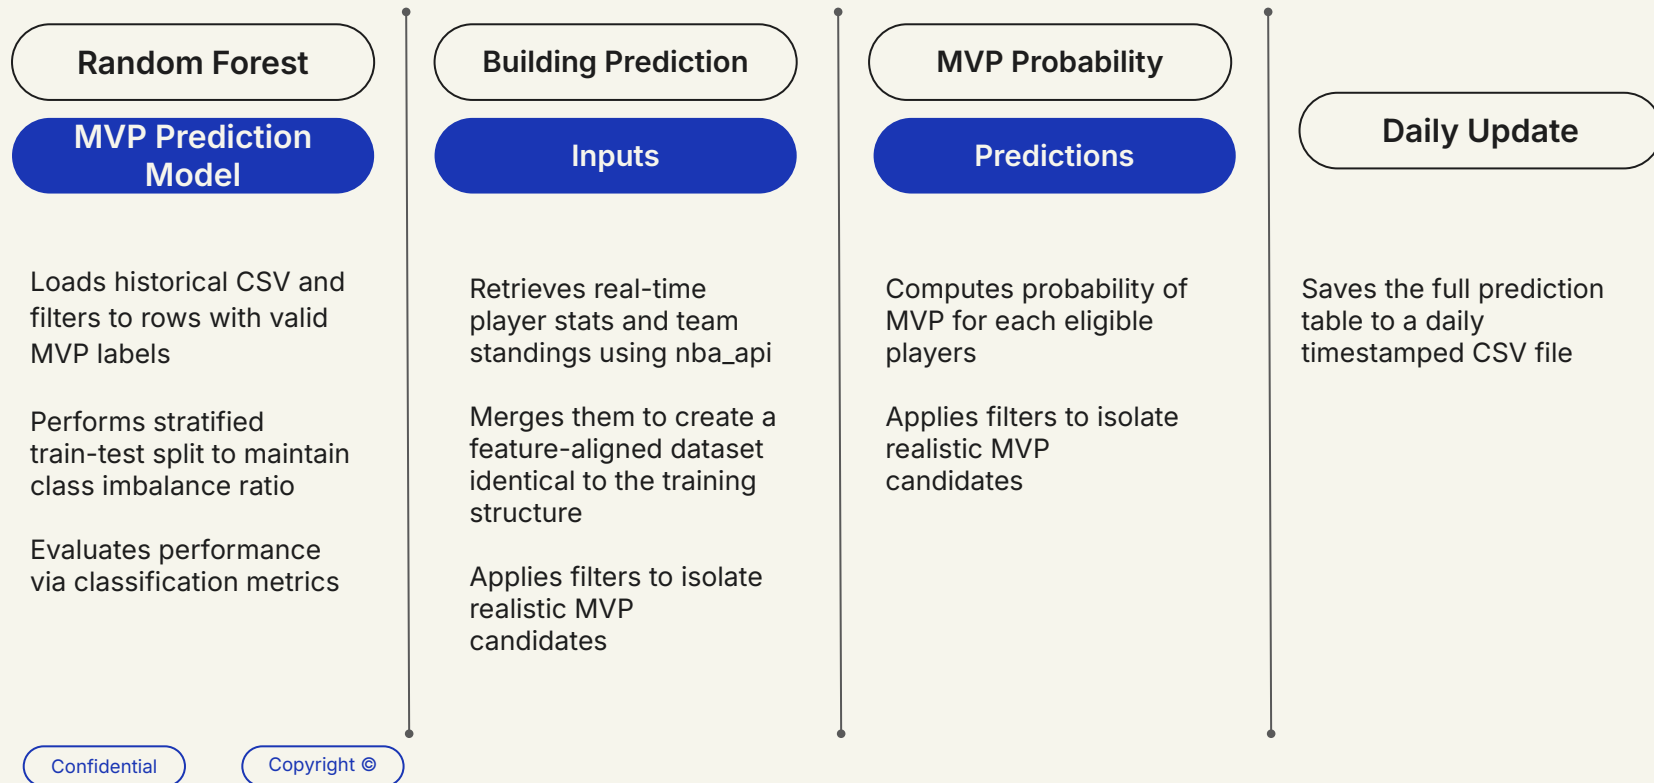 Random Forest
MVP Prediction
Model
Loads historical CSV and
filters to rows with valid
MVP labels
Performs stratified
train-test split to maintain
class imbalance ratio
Evaluates performance
via classification metrics
Building Prediction
Inputs
Retrieves real-time
player stats and team
standings using nba_api
Merges them to create a
feature-aligned dataset
identical to the training
structure
Applies filters to isolate
realistic MVP
candidates
MVP Probability
Predictions
Computes probability of
MVP for each eligible
players
Applies filters to isolate
realistic MVP
candidates
Daily Update
Saves the full prediction
table to a daily
timestamped CSV file
Confidential
Copyright ©